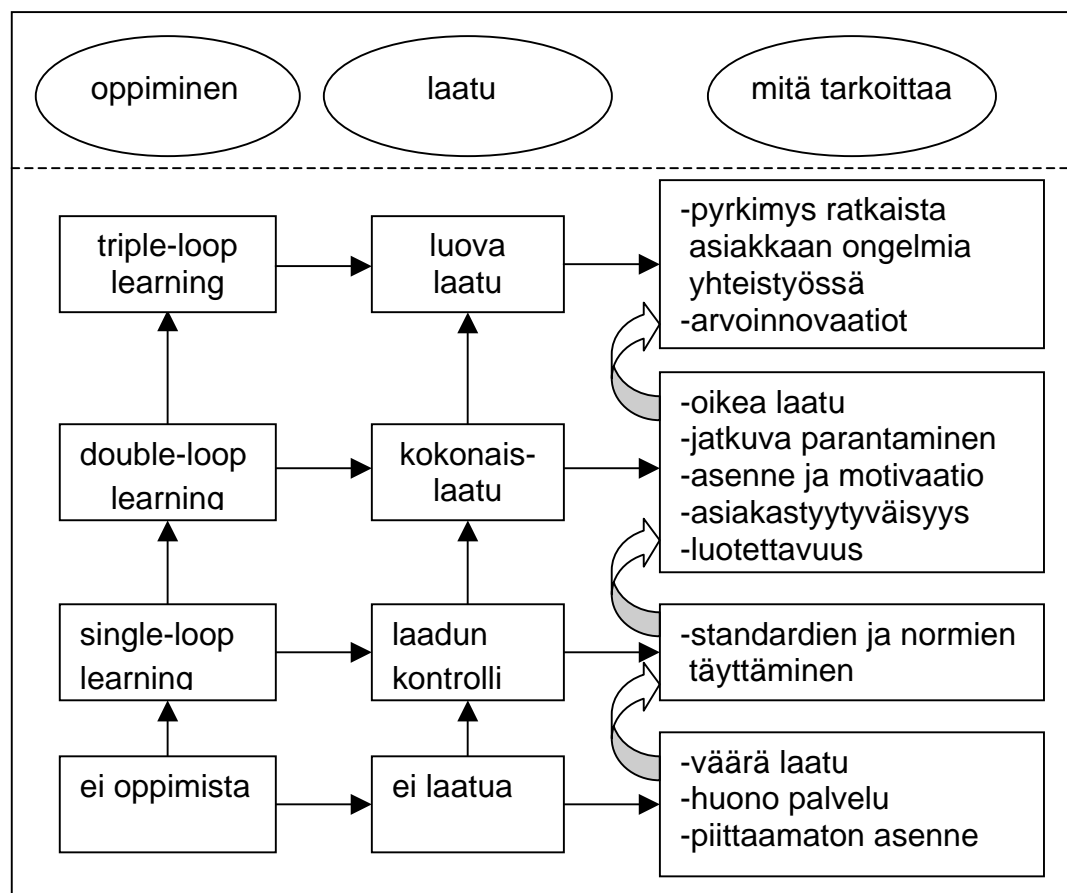 oppiminen
laatu
mitä tarkoittaa
triple-loop
learning
luova
laatu
-pyrkimys ratkaista
asiakkaan ongelmia
yhteistyössä
-arvoinnovaatiot
double-loop
learning
kokonais-
laatu
-oikea laatu
-jatkuva parantaminen
-asenne ja motivaatio
-asiakastyytyväisyys
-luotettavuus
single-loop
learning
laadun
kontrolli
-standardien ja normien
täyttäminen
ei oppimista
ei laatua
-väärä laatu
-huono palvelu
-piittaamaton asenne